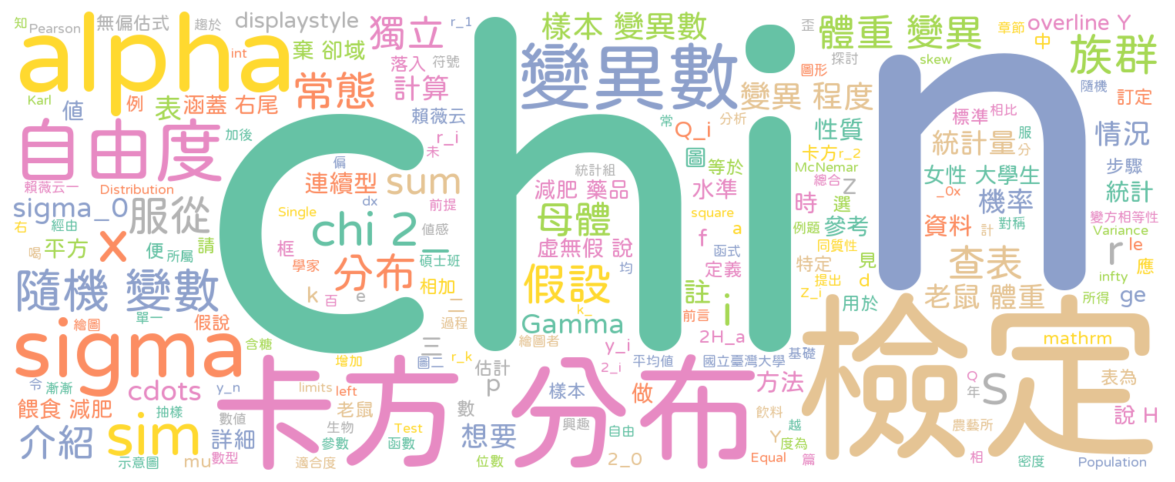 知 無偏估式 趨於 displaystyle r_1 樣本 變異數 歪 體重 變異 章節 overline Y
Pearson int 棄 卻域 獨立 落入 符號 圖形 探討 skew 中 族群
alpha chi n 變異數 變異 程度 隨機
Karl 值 例 表 涵蓋 右尾 常態 計算 標準 相比 訂定
自由度 加後 賴薇云 r_i 未 常 Q_i 分析 性質 統計量 服 分 情況
偏 圖 等於 卡方 r_2 McNemar 步驟
賴薇云一 Distribution 連續型 sum 統計組 減肥 藥品 水準 總合 z 女性 大學生 _0x 統計
sigma_0 服從 dx Single 前提 母體 square 時 選 機率 變方相等性
右 經由 喝 框 chi 2_ 值感 a 例題 參考 資料 對稱 計 Variance
平方 便 所屬 請 x 學家 分布 碩士班 虛無假 說 f 函式 同質性 r le
隨機 變數 k 百 e 相加 假設 均 定義 特定 見 查表 infty 應
單一 二 k_ 註 提出 d 老鼠 體重 所得 ge
sigma 繪圖 假說 過程 Gamma i 前言 Z_i 用於
含糖 三 繪圖者 2H_a 檢定 mathrm
令 漸漸 y_n 增加 圖二 r_k 估計 y_i 2_i 平均值 國立臺灣大學 基礎
cdots limits left p 樣本 做 方法 Q 年 S 表為
餵食 減肥 抽樣 卡方 分布 老鼠 數 興趣 自由 飲料 農藝所 說 H
介紹 sim 數值 詳細 生物 Test 想要 Y 越 度為
示意圖 mu 數型 適合度 參數 函數 位數 2_0 Equal 篇 相 密度 Population